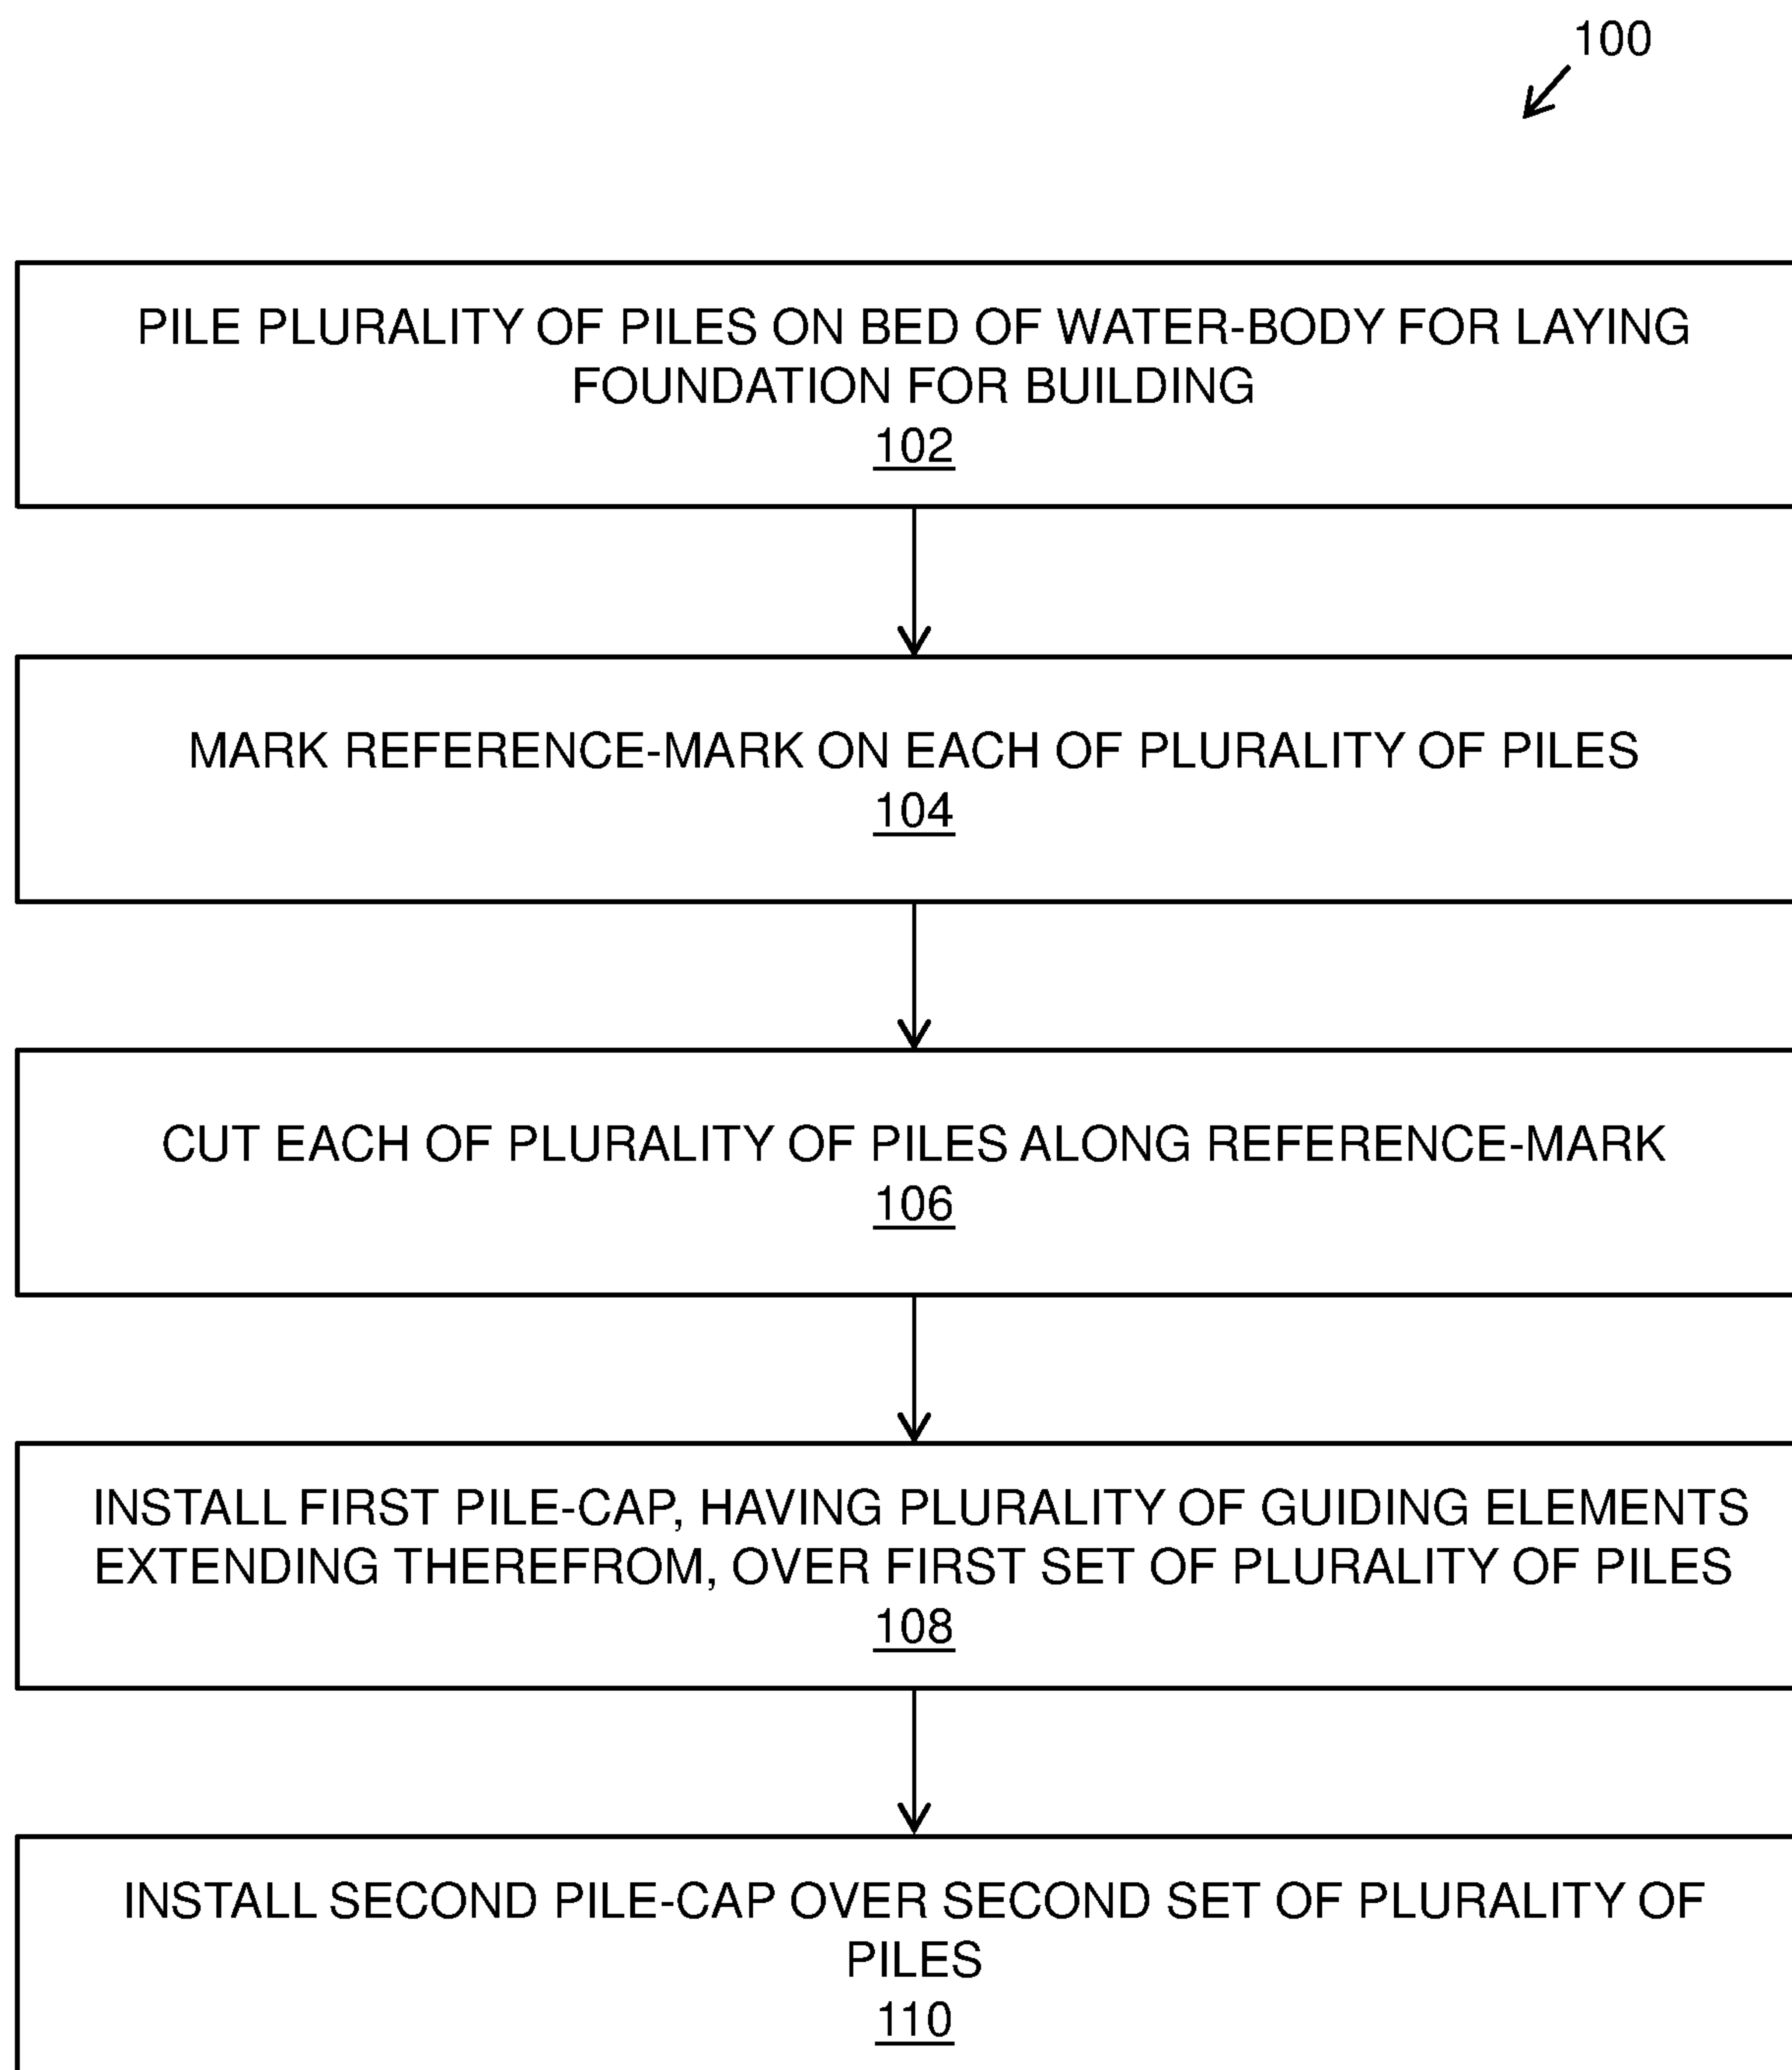 100
PILE PLURALITY OF PILES ON BED OF WATER-BODY FOR LAYING
FOUNDATION FOR BUILDING
102
MARK REFERENCE-MARK ON EACH OF PLURALITY OF PILES
104
CUT EACH OF PLURALITY OF PILES ALONG REFERENCE-MARK
106
INSTALL FIRST PILE-CAP, HAVING PLURALITY OF GUIDING ELEMENTS
EXTENDING THEREFROM, OVER FIRST SET OF PLURALITY OF PILES
108
INSTALL SECOND PILE-CAP OVER SECOND SET OF PLURALITY OF
PILES
110